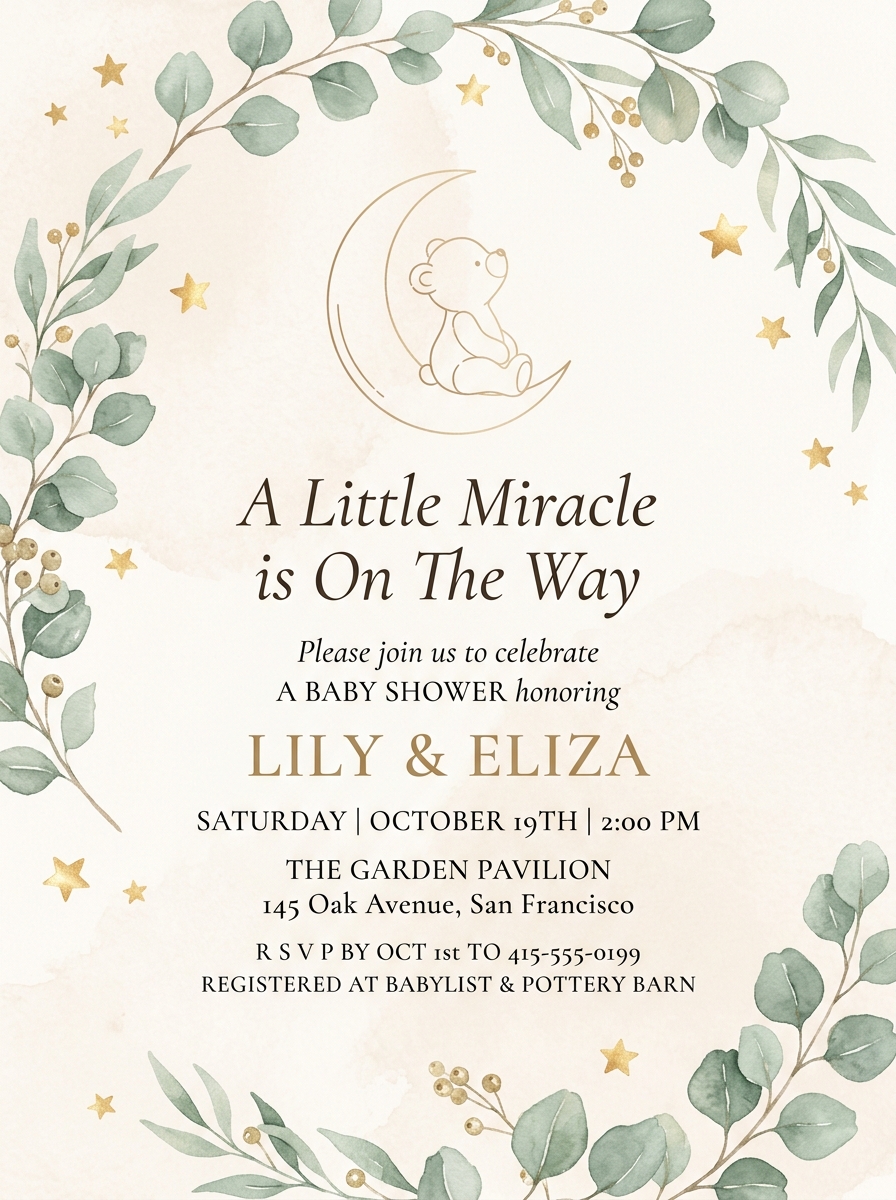 A Little Miracle
is On The Way
Please join us to celebrate
A BABY SHOWER honoring
LILY & ELIZA
SATURDAY | OCTOBER 19TH | 2:00 PM
THE GARDEN PAVILION
145 Oak Avenue, San Francisco
R S V P BY OCT 1st TO 415-555-0199
REGISTERED AT BABYLIST & POTTERY BARN